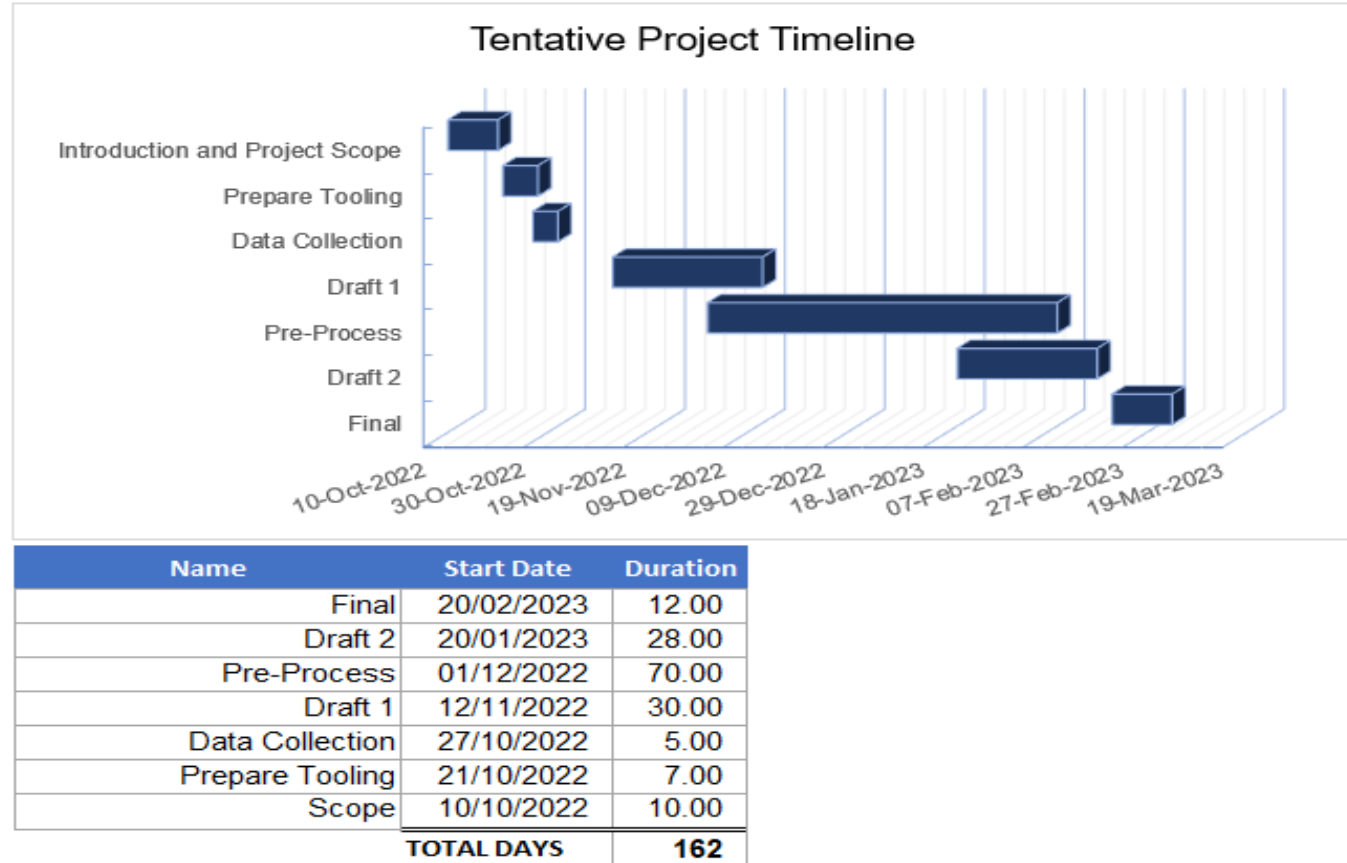 Tentative Project Timeline
Introduction and Project Scope
Prepare Tooling
Data Collection
Draft 1
Pre-Process
Draft 2
Final
10-Oct-2022 30-Oct-2022 19-Nov-2022 09-Dec-2022 29-Dec-2022 18-Jan-2023 07-Feb-2023 27-Feb-2023 19-Mar-2023
Name Start Date Duration
Final 20/02/2023 12.00
Draft 2 20/01/2023 28.00
Pre-Process 01/12/2022 70.00
Draft 1 12/11/2022 30.00
Data Collection 27/10/2022 5.00
Prepare Tooling 21/10/2022 7.00
Scope 10/10/2022 10.00
TOTAL DAYS 162